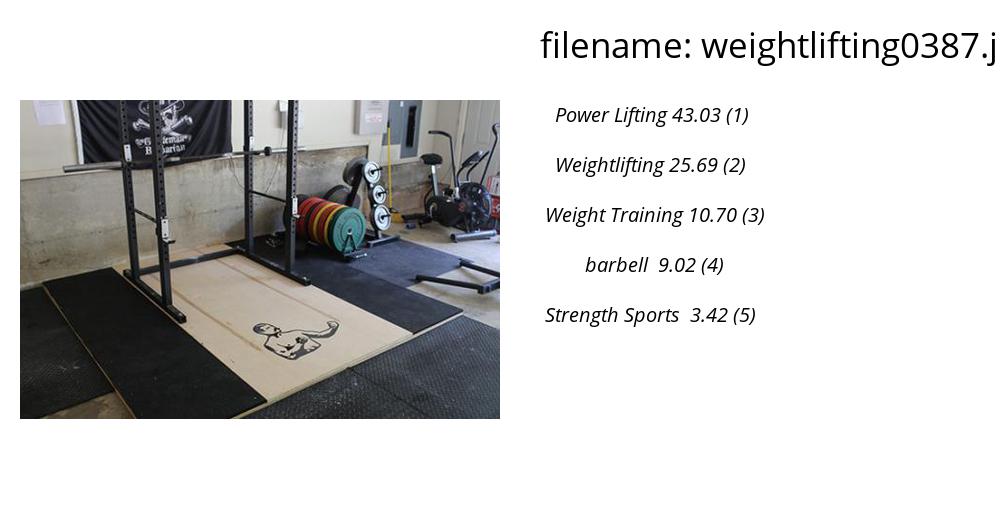 filename: weightlifting0387.j
Power Lifting 43.03 (1)
Weightlifting 25.69 (2)
Weight Training 10.70 (3)
barbell 9.02 (4)
Strength Sports 3.42 (5)